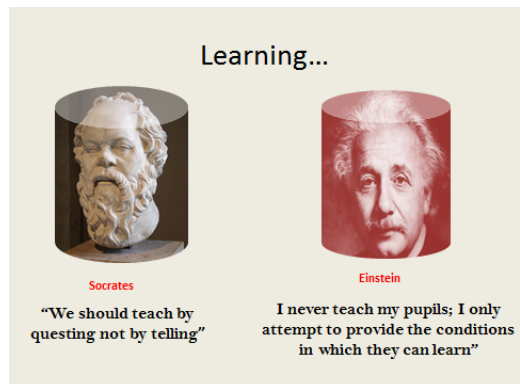 Learning...
Socrates
“We should teach by
questing not by telling”
Einstein
I never teach my pupils; I only
attempt to provide the conditions
in which they can learn”